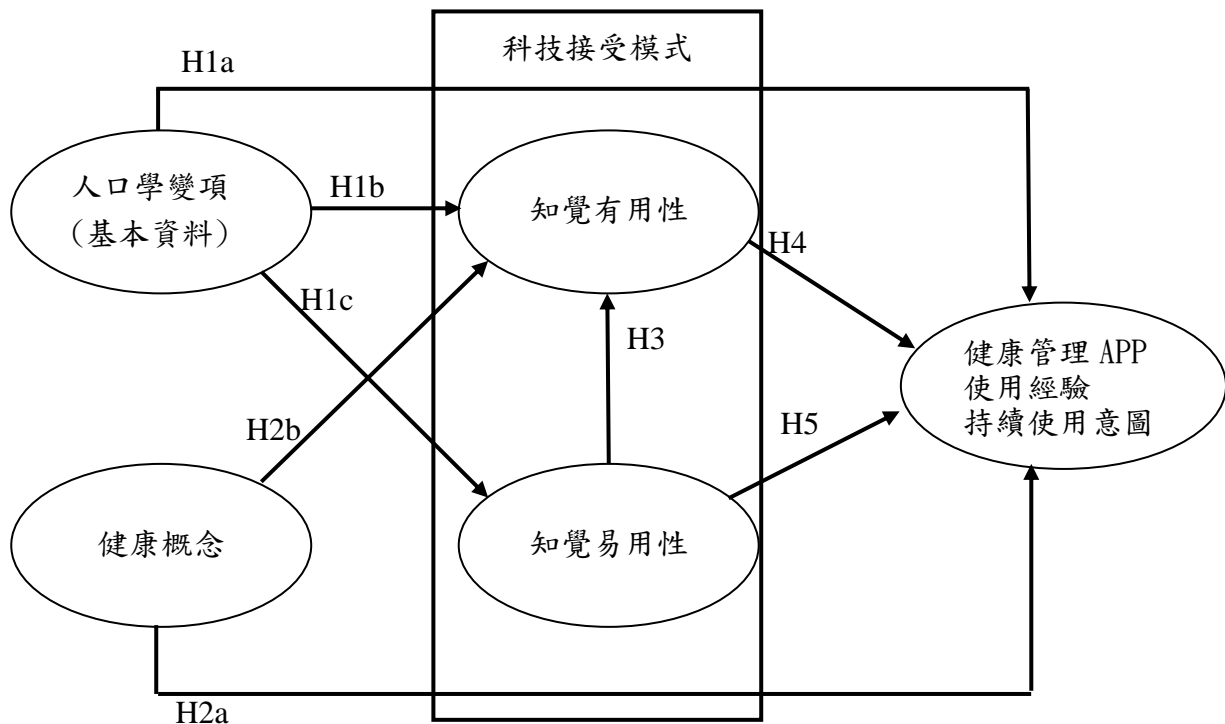 科技接受模式
H1a
人口學變項
（基本資料）
H1b
知覺有用性
H4
H1c
H3
健康管理 APP
使用經驗
持續使用意圖
H2b
H5
健康概念
知覺易用性
H2a